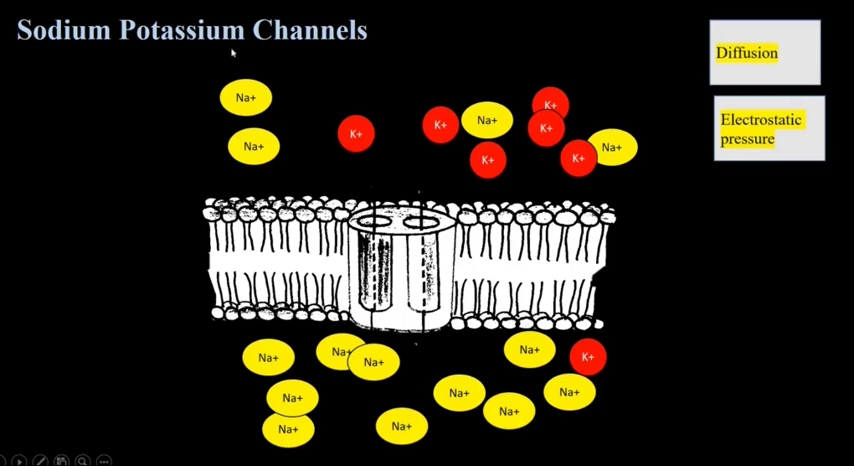 Sodium Potassium Channels
Diffusion
Electrostatic
pressure
Na+
Na+
K+
K+
Na+
K+
K+
K+
K+
Na+
Na+
Na+
Na+
Na+
K+
Na+
Na+
Na+
Na+
Na+
Na+